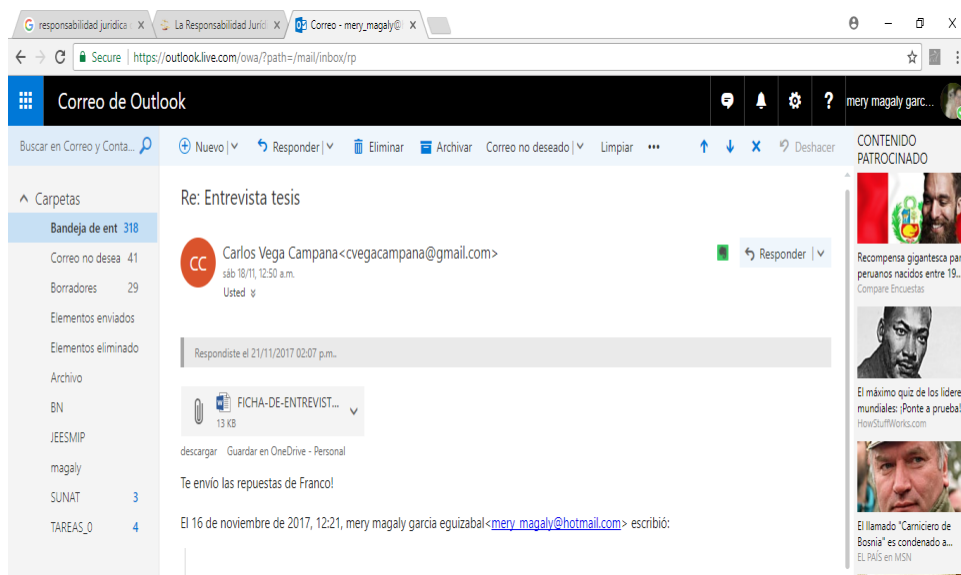 responsabilidad juridica
La Responsabilidad Juríd
Correo - mery_magaly@
Secure | https://outlook.live.com/owa/?path=/mail/inbox/rp
Correo de Outlook
mery magaly garc...
Buscar en Correo y Conta...
Nuevo
Responder
Eliminar
Archivar
Correo no deseado
Limpiar
Deshacer
Carpetas
Bandeja de ent 318
Correo no desea 41
Borradores 29
Elementos enviados
Elementos eliminado
Archivo
BN
JEESMIP
magaly
SUNAT 3
TAREAS_0 4
Re: Entrevista tesis
CC
Carlos Vega Campana<cvegacampana@gmail.com>
sáb 18/11, 12:50 a.m.
Usted
Responder
Respondiste el 21/11/2017 02:07 p.m..
FICHA-DE-ENTREVIST...
13 KB
descargar Guardar en OneDrive - Personal
Te envío las repuestas de Franco!
El 16 de noviembre de 2017, 12:21, mery magaly garcia eguizabal<mery_magaly@hotmail.com> escribió:
CONTENIDO
PATROCINADO
Recompensa gigantesca par
peruanos nacidos entre 19..
Compare Encuestas
El máximo quiz de los lidere
mundiales: ¡Ponte a prueba!
HowStuffWorks.com
El llamado "Carnicero de
Bosnia" es condenado a...
EL PAÍS en MSN